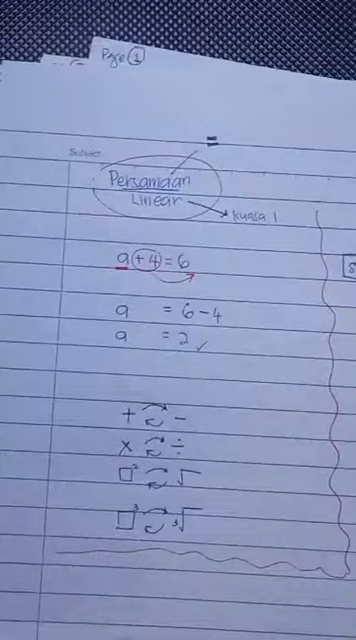 Page 1
Subject
=
Persamaan
Linear
kuasa 1
a + 4 = 6
a = 6 - 4
a = 2 ✓
+ ⇄ -
× ⇄ ÷
□² ⇄ √
□³ ⇄ ³√